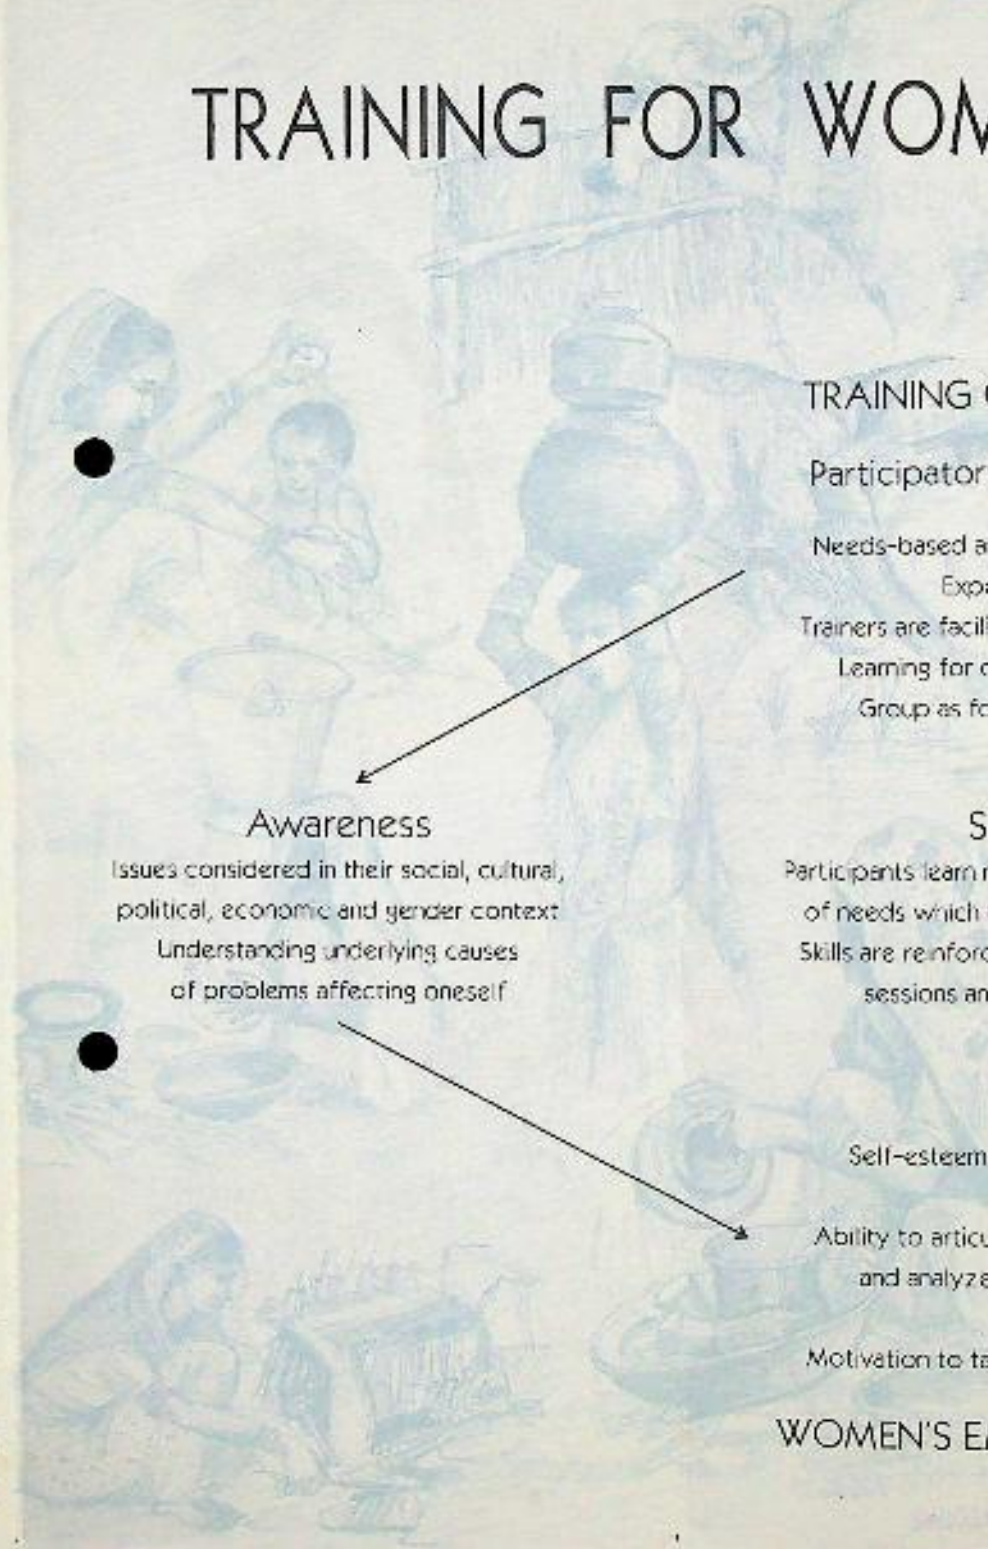 TRAINING FOR WOM
TRAINING
Participator
Needs-based a
Expa
Trainers are facil
Learning for
Group as fo
Awareness
Issues considered in their social, cultural,
political, economic and gender context
Understanding underlying causes
of problems affecting oneself
S
Participants learn
of needs which
Skills are reinforc
sessions an
Self-esteem
Ability to articu
and analyze
Motivation to ta
WOMEN'S E